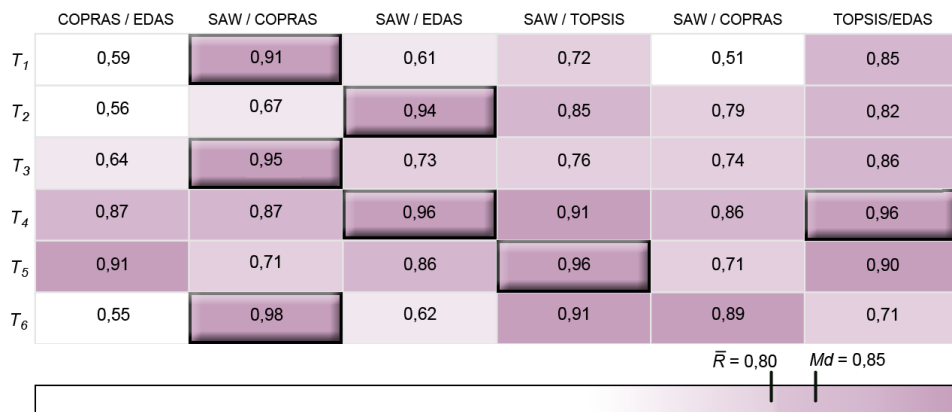 COPRAS / EDAS SAW / COPRAS SAW / EDAS SAW / TOPSIS SAW / COPRAS TOPSIS/EDAS
T1 0,59 0,91 0,61 0,72 0,51 0,85
T2 0,56 0,67 0,94 0,85 0,79 0,82
T3 0,64 0,95 0,73 0,76 0,74 0,86
T4 0,87 0,87 0,96 0,91 0,86 0,96
T5 0,91 0,71 0,86 0,96 0,71 0,90
T6 0,55 0,98 0,62 0,91 0,89 0,71
R̅ = 0,80 Md = 0,85